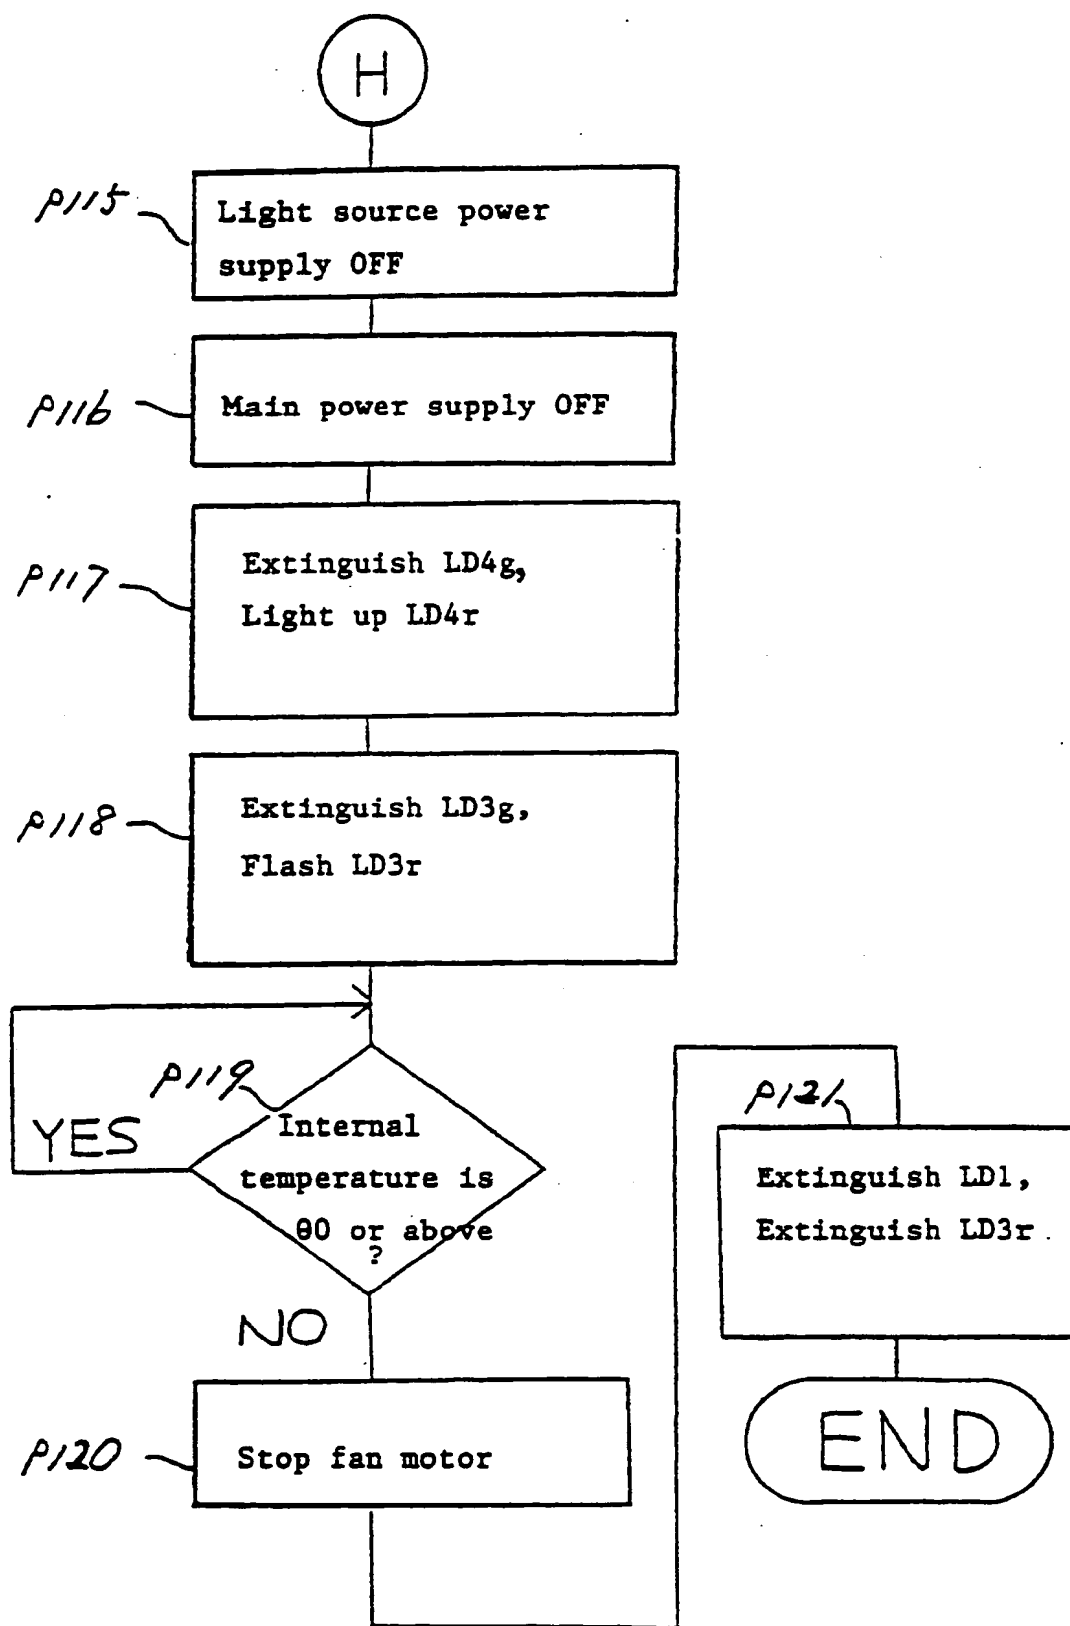 H
P115
Light source power
supply OFF
P116
Main power supply OFF
P117
Extinguish LD4g,
Light up LD4r
P118
Extinguish LD3g,
Flash LD3r
P119
YES
Internal
temperature is
θ0 or above
?
NO
P120
Stop fan motor
P121
Extinguish LD1,
Extinguish LD3r
END